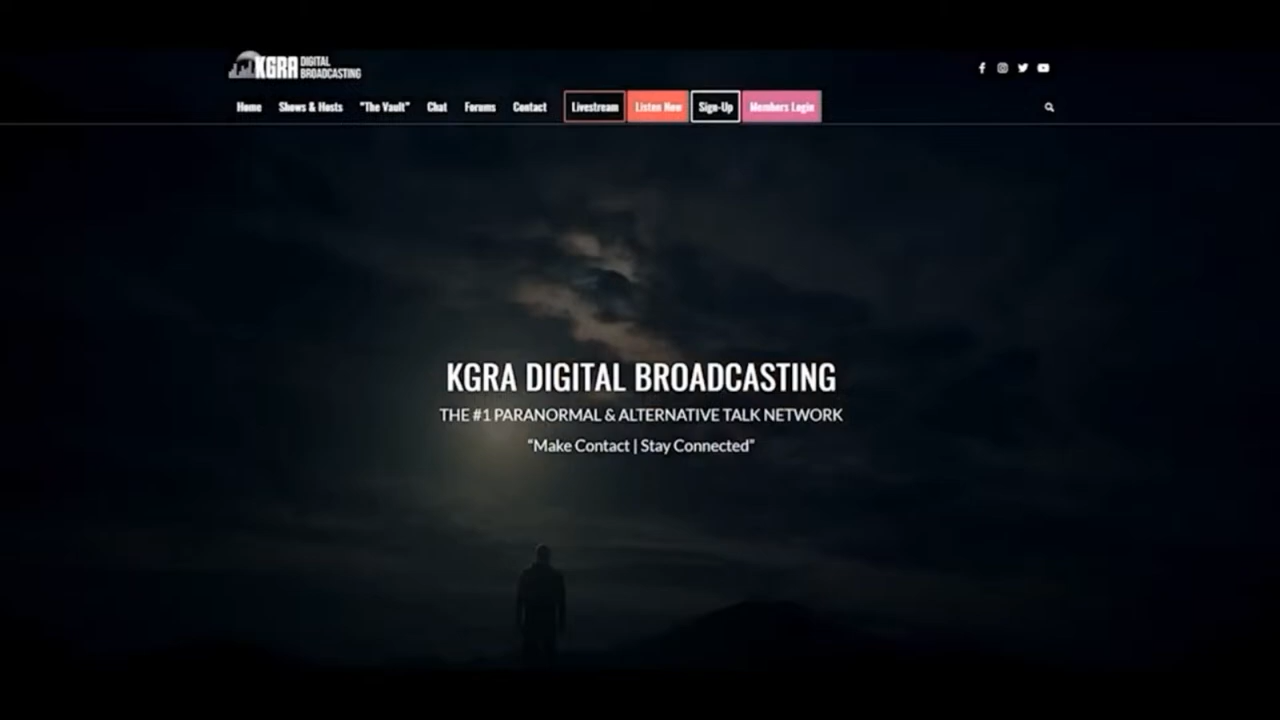 KGRA DIGITAL
BROADCASTING
Home Shows & Hosts "The Vault" Chat Forums Contact Livestream Listen Now Sign-Up Members Login
KGRA DIGITAL BROADCASTING
THE #1 PARANORMAL & ALTERNATIVE TALK NETWORK
“Make Contact | Stay Connected”